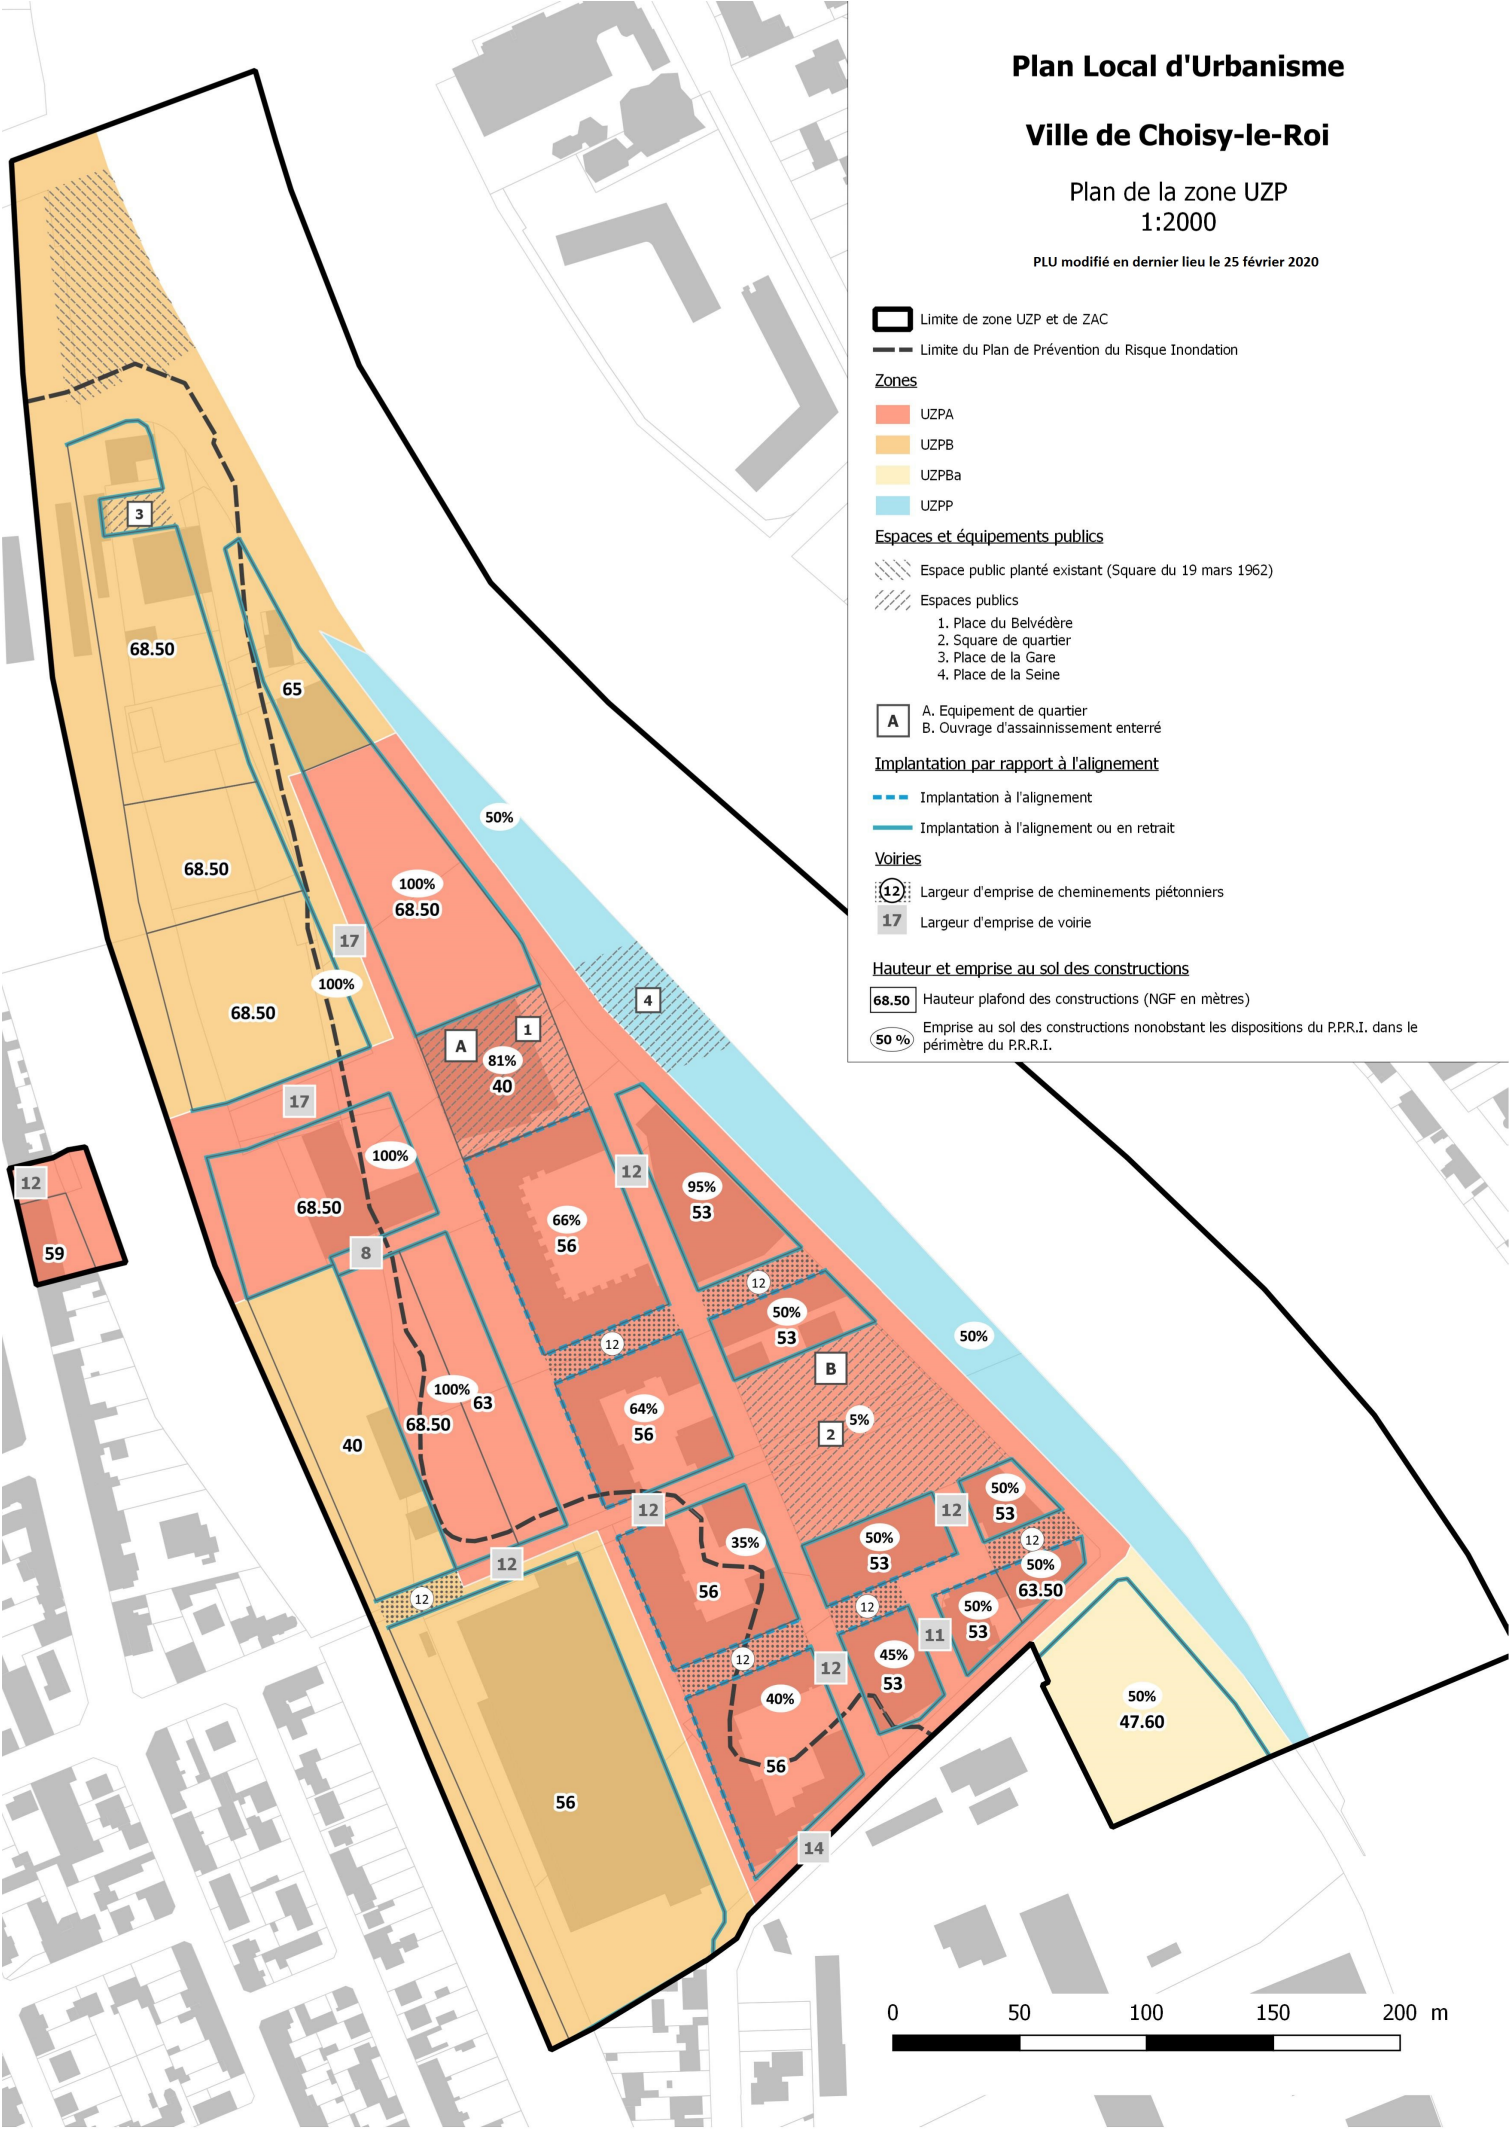 Plan Local d'Urbanisme
Ville de Choisy-le-Roi
Plan de la zone UZP
1:2000
PLU modifié en dernier lieu le 25 février 2020
Limite de zone UZP et de ZAC
Limite du Plan de Prévention du Risque Inondation
Zones
UZPA
UZPB
UZPBa
UZPP
Espaces et équipements publics
Espace public planté existant (Square du 19 mars 1962)
Espaces publics
1. Place du Belvédère
2. Square de quartier
3. Place de la Gare
4. Place de la Seine
A
A. Equipement de quartier
B. Ouvrage d'assainnissement enterré
Implantation par rapport à l'alignement
Implantation à l'alignement
Implantation à l'alignement ou en retrait
Voiries
12 Largeur d'emprise de cheminements piétonniers
17 Largeur d'emprise de voirie
Hauteur et emprise au sol des constructions
68.50 Hauteur plafond des constructions (NGF en mètres)
50 % Emprise au sol des constructions nonobstant les dispositions du P.P.R.I. dans le
périmètre du P.R.R.I.
3
68.50
65
50%
68.50
100%
68.50
17
100%
68.50
4
1
A
81%
40
17
100%
68.50
12
59
8
12
95%
53
66%
56
12
50%
53
12
50%
B
5%
2
100% 63
68.50
64%
56
40
50%
53
12
12
12
35%
50%
53
12
50%
63.50
12
12
56
12
50%
53
11
12
12
45%
53
40%
56
50%
47.60
56
14
0 50 100 150 200 m